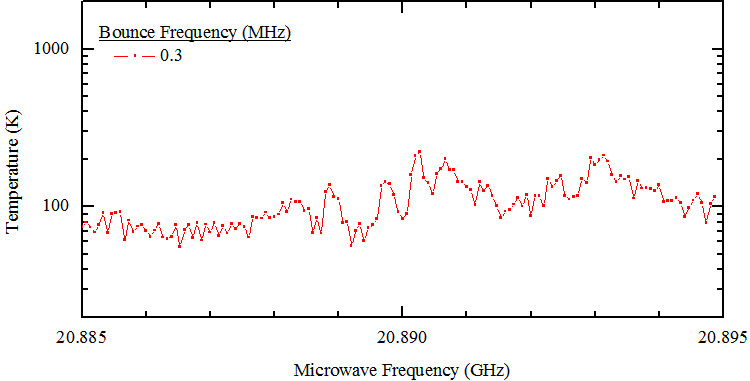 Bounce Frequency (MHz)
0.3
1000
100
Temperature (K)
20.885
20.890
20.895
Microwave Frequency (GHz)